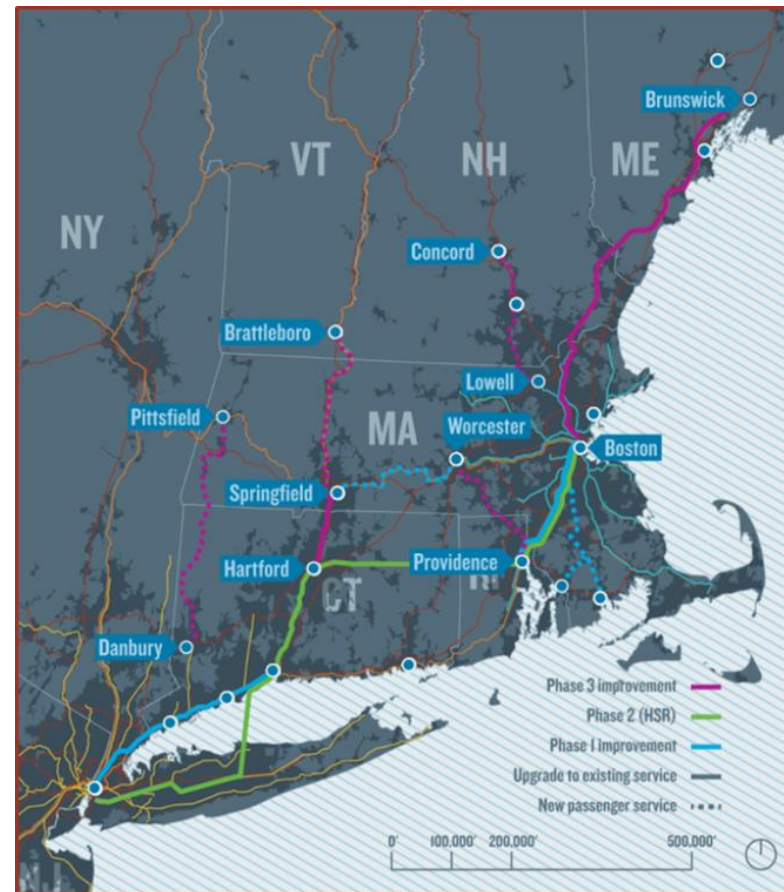 Brunswick
VT
NH
ME
NY
Concord
Brattleboro
Lowell
Pittsfield
MA
Worcester
Boston
Springfield
Hartford
Providence
CT
RI
Danbury
Phase 3 improvement
Phase 2 (HSR)
Phase 1 improvement
Upgrade to existing service
New passenger service
0' 100,000' 200,000' 500,000'
NJ